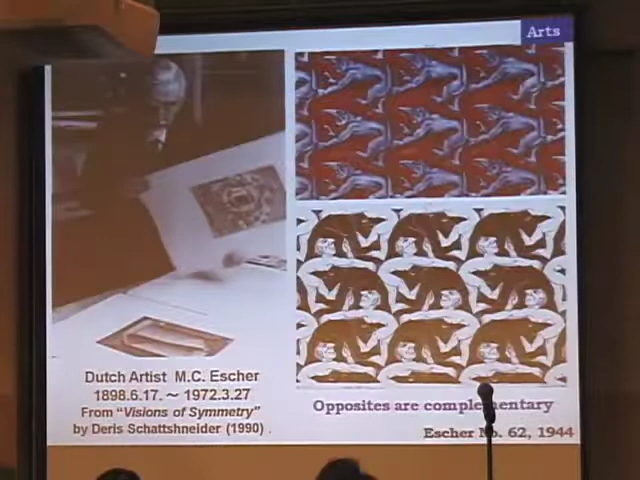 Arts
Dutch Artist M.C. Escher
1898.6.17. ~ 1972.3.27
From "Visions of Symmetry"
by Deris Schattshneider (1990) .
Opposites are complementary
Escher No. 62, 1944